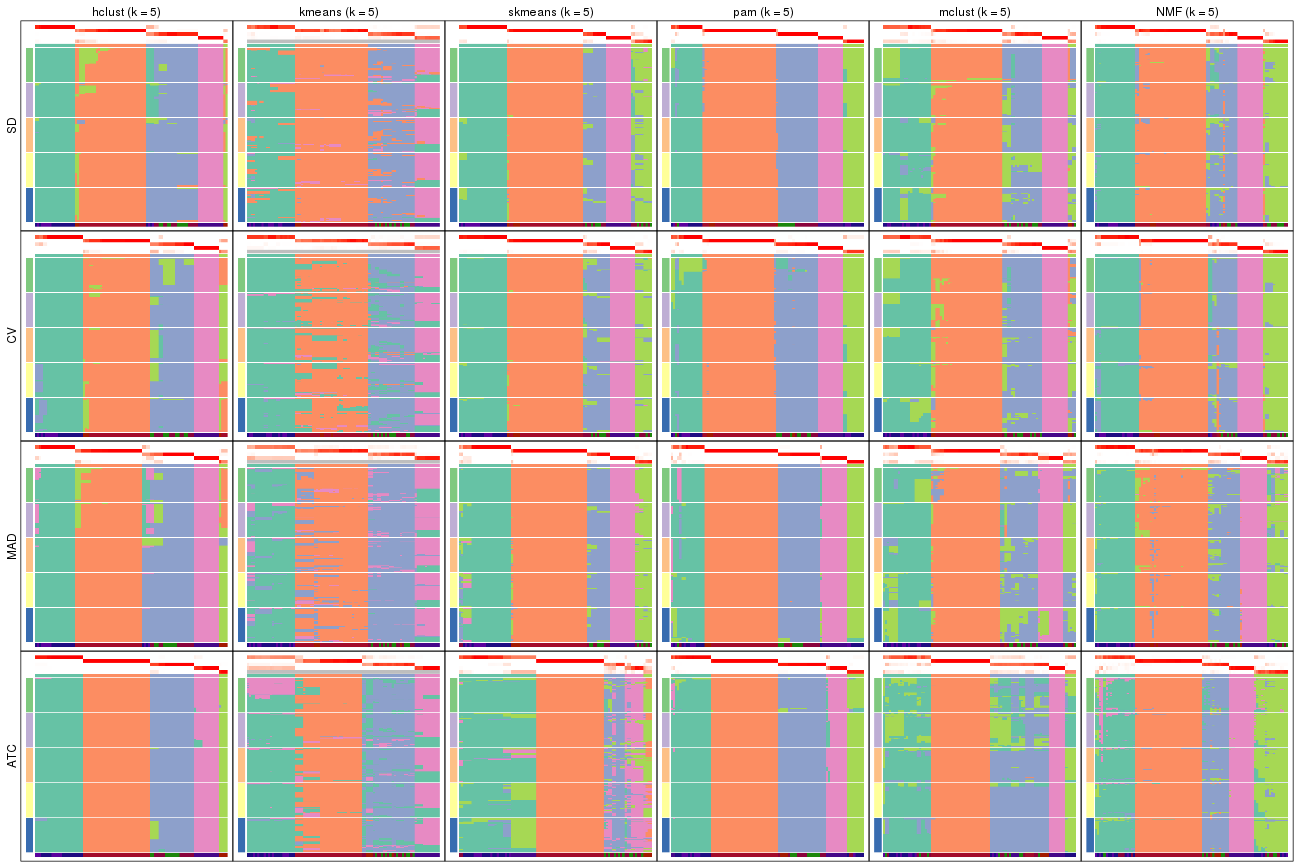 hclust (k = 5)
kmeans (k = 5)
skmeans (k = 5)
pam (k = 5)
mclust (k = 5)
NMF (k = 5)
SD
CV
MAD
ATC